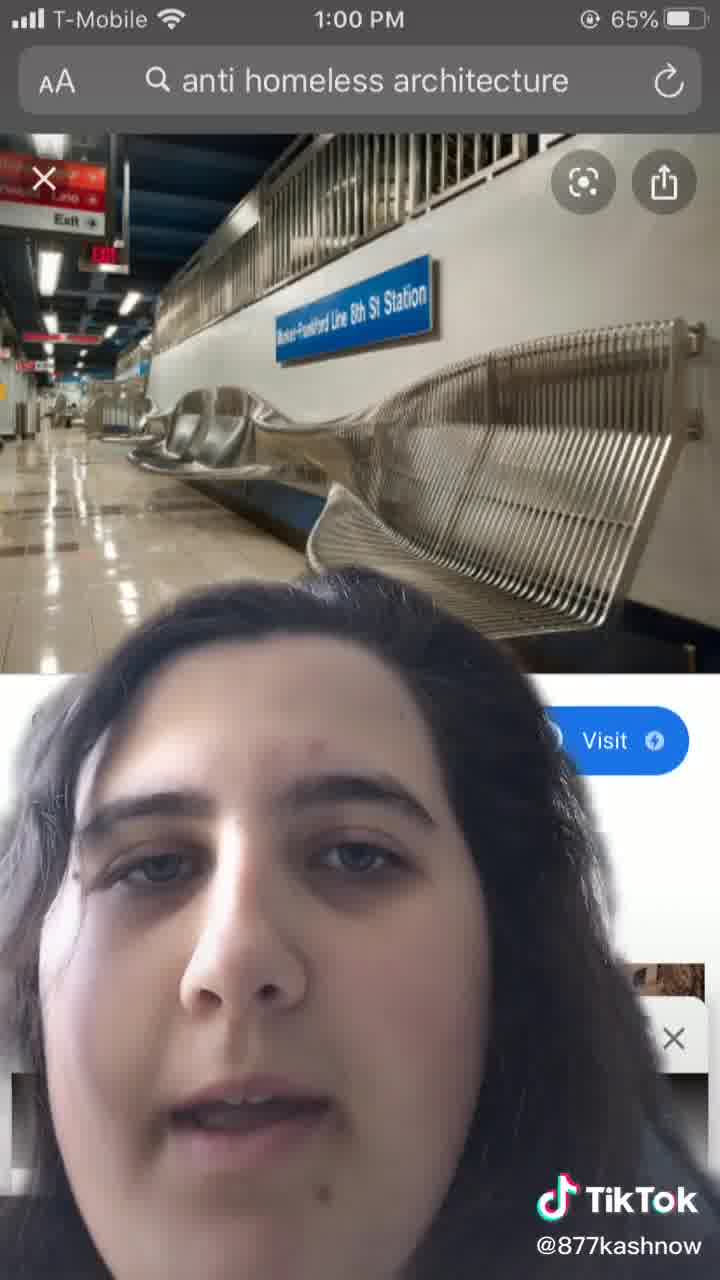 T-Mobile
1:00 PM
65%
AA
anti homeless architecture
Exit
Market-Frankford Line 8th St Station
Visit
TikTok
@877kashnow